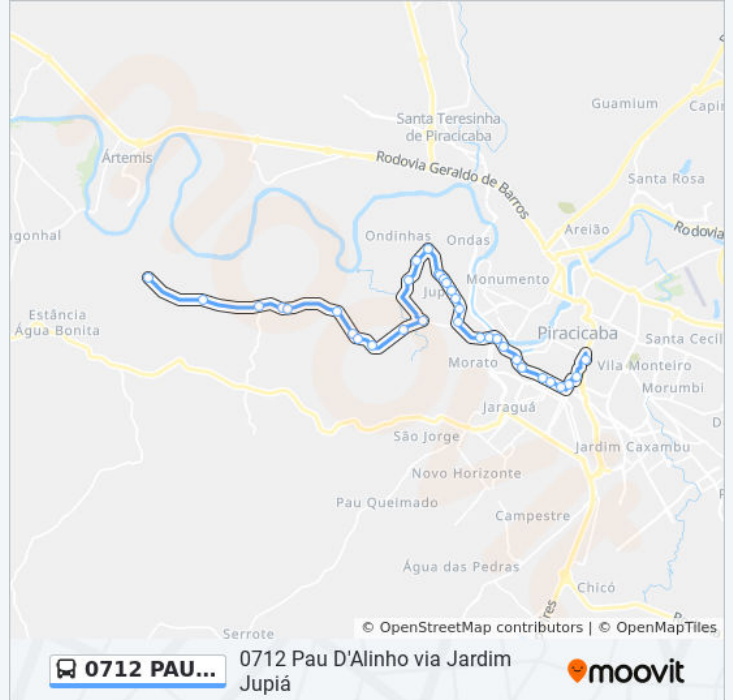 Guamium
Capi
Santa Teresinha
de Piracicaba
Ártemis
Rodovia Geraldo de Barros
Santa Rosa
Areião
Rodovia
gonhal
Ondinhas
Ondas
Monumento
Jup
Estância
Água Bonita
Piracicaba
Santa Cecil
Morato
Vila Monteiro
Morumbi
Jaraguá
São Jorge
Jardim Caxambu
Novo Horizonte
Pau Queimado
Campestre
Água das Pedras
Chicó
res
Serrote
© OpenStreetMap contributors | © OpenMapTiles
0712 PAU...
0712 Pau D'Alinho via Jardim
Jupiá
moovit